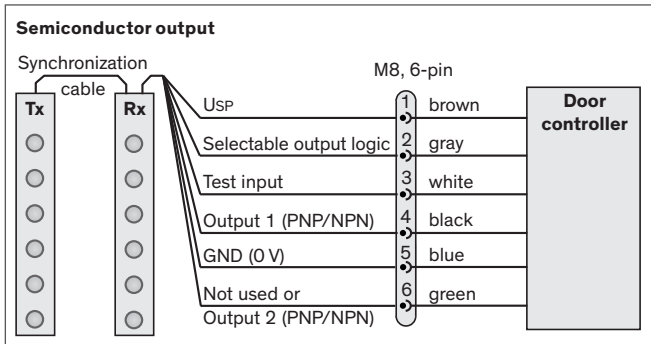 Semiconductor output
Synchronization
cable
M8, 6-pin
Tx
Rx
Door
controller
USP 1 brown
Selectable output logic 2 gray
Test input 3 white
Output 1 (PNP/NPN) 4 black
GND (0 V) 5 blue
Not used or 6 green
Output 2 (PNP/NPN)